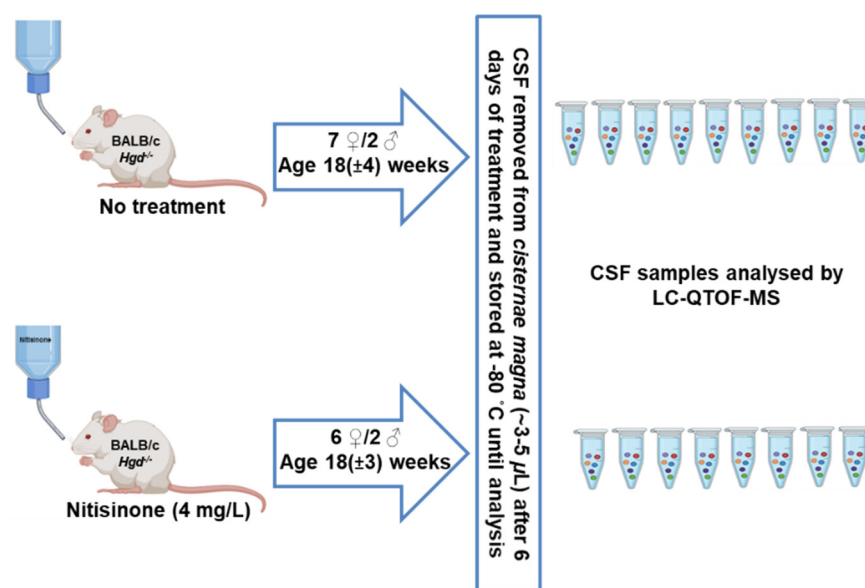 BALB/c
Hgd-/-
No treatment
7 ♀/2 ♂
Age 18(±4) weeks
CSF removed from cisternae magna (~3-5 µL) after 6
days of treatment and stored at -80 °C until analysis
CSF samples analysed by
LC-QTOF-MS
Nitisinone
BALB/c
Hgd-/-
Nitisinone (4 mg/L)
6 ♀/2 ♂
Age 18(±3) weeks